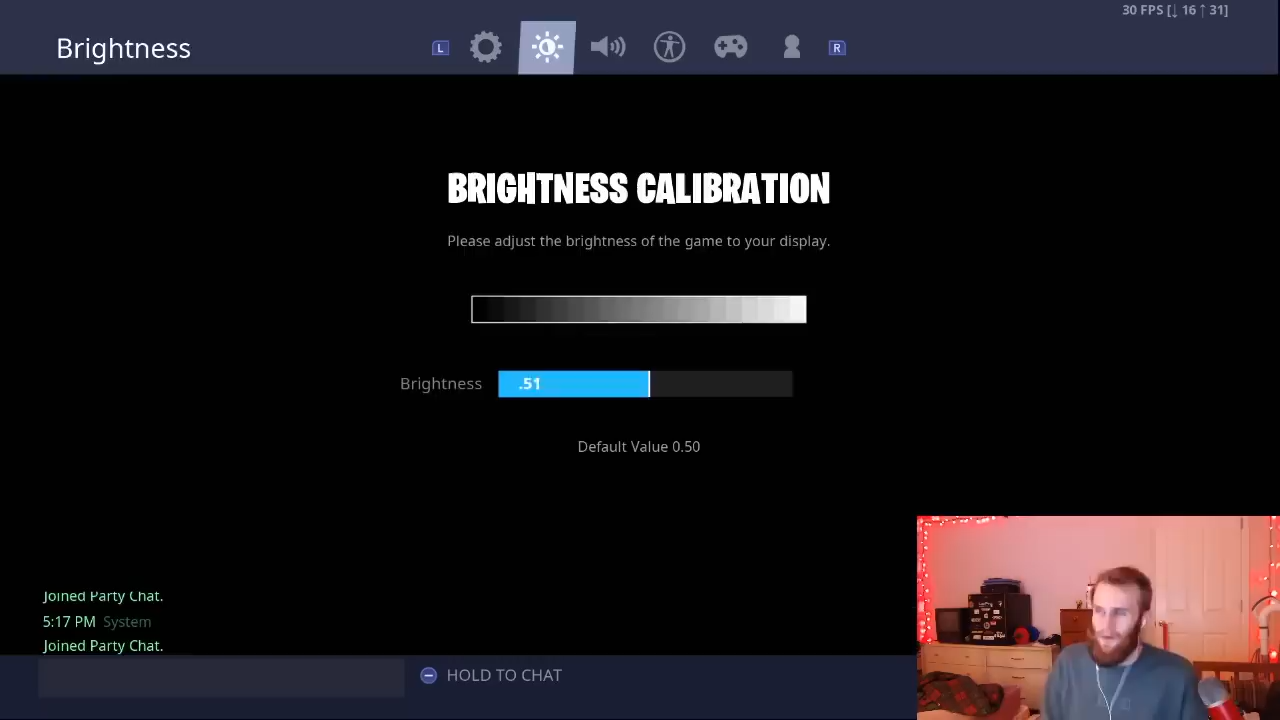 30 FPS [↓ 16 ↑ 31]
Brightness
L
R
BRIGHTNESS CALIBRATION
Please adjust the brightness of the game to your display.
Brightness
.51
Default Value 0.50
Joined Party Chat.
5:17 PM System
Joined Party Chat.
HOLD TO CHAT